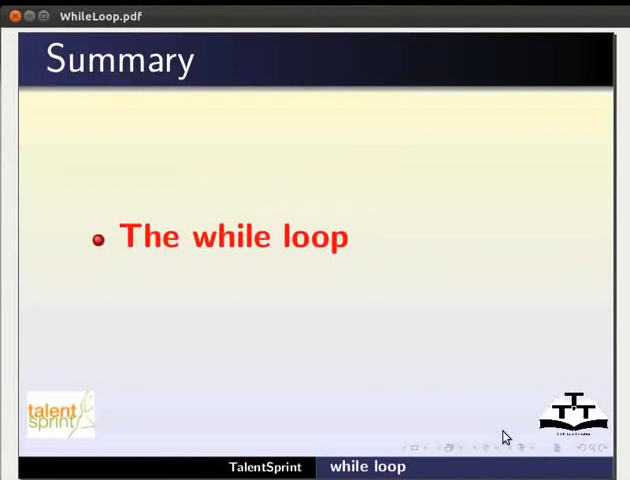 WhileLoop.pdf
Summary
The while loop
talent
sprint
TalentSprint
while loop